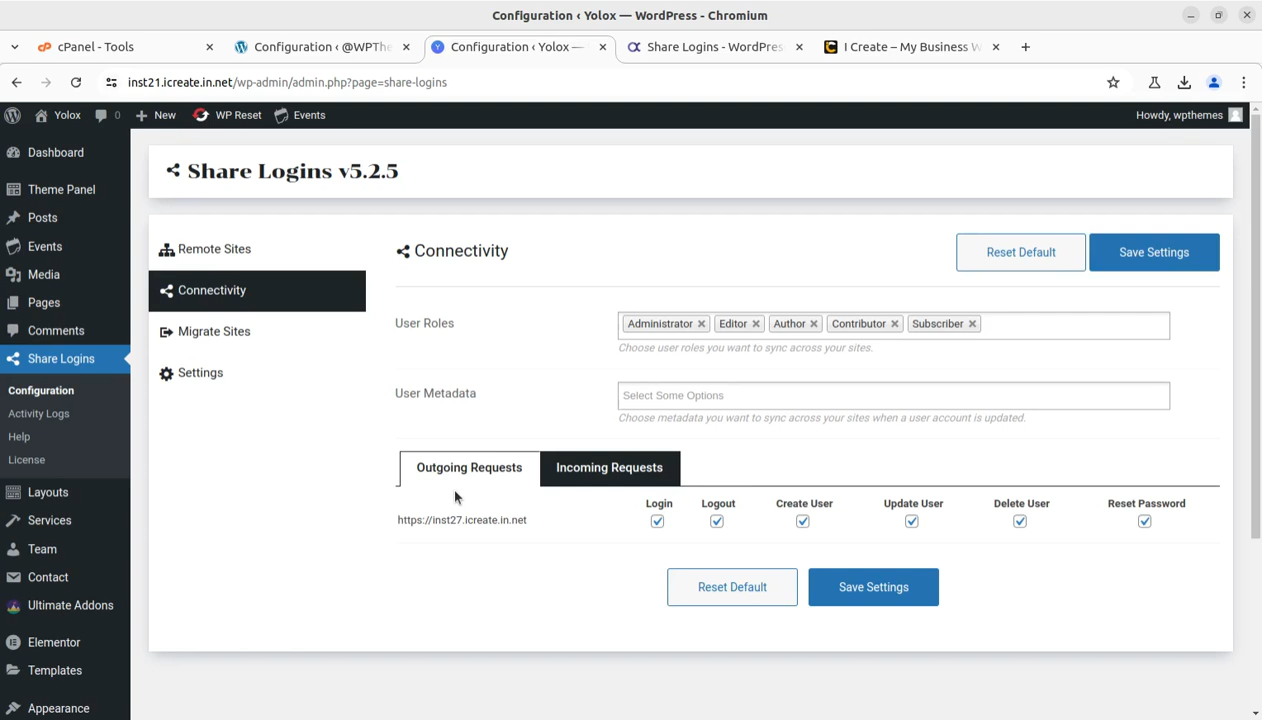 Configuration ‹ Yolox — WordPress - Chromium
cPanel - Tools
Configuration ‹ @WPThe
Configuration ‹ Yolox —
Share Logins - WordPres
I Create – My Business W
inst21.icreate.in.net/wp-admin/admin.php?page=share-logins
Yolox
0
New
WP Reset
Events
Howdy, wpthemes
Dashboard
Theme Panel
Posts
Events
Media
Pages
Comments
Share Logins
Configuration
Activity Logs
Help
License
Layouts
Services
Team
Contact
Ultimate Addons
Elementor
Templates
Appearance
Share Logins v5.2.5
Remote Sites
Connectivity
Migrate Sites
Settings
Connectivity
Reset Default
Save Settings
User Roles
Administrator
Editor
Author
Contributor
Subscriber
Choose user roles you want to sync across your sites.
User Metadata
Select Some Options
Choose metadata you want to sync across your sites when a user account is updated.
Outgoing Requests
Incoming Requests
Login
Logout
Create User
Update User
Delete User
Reset Password
https://inst27.icreate.in.net
Reset Default
Save Settings